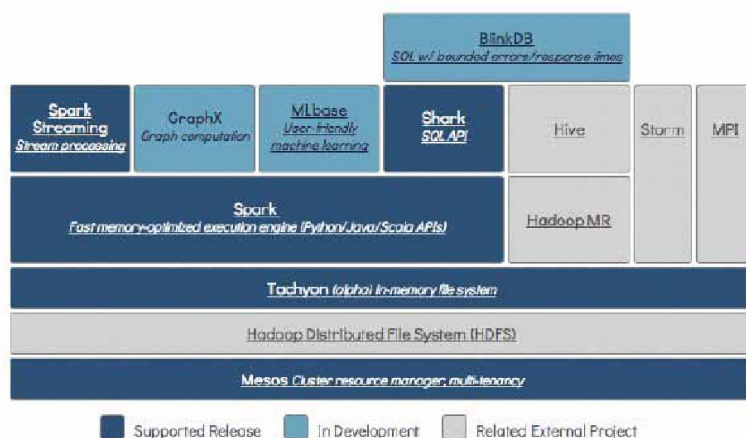 BlinkDB
SQL w/ bounded errors/response times
Spark
Streaming
Stream processing
GraphX
Graph computation
MLbase
User-friendly
machine learning
Shark
SQL API
Hive
Storm
MPI
Spark
Fast memory-optimized execution engine (Python/Java/Scala APIs)
Hadoop MR
Tachyon (alpha) in-memory file system
Hadoop Distributed File System (HDFS)
Mesos Cluster resource manager, multi-tenancy
Supported Release
In Development
Related External Project